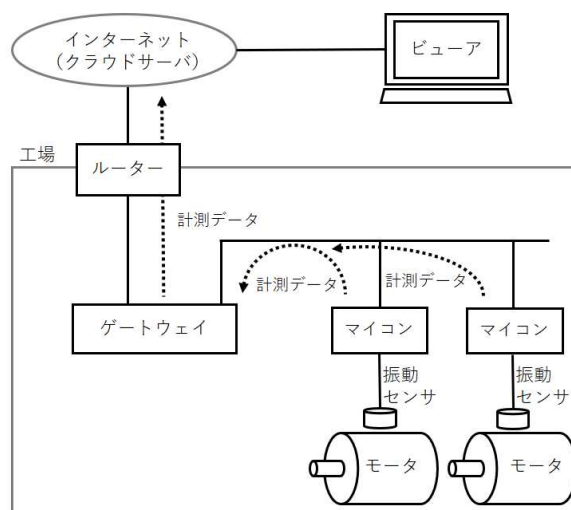 インターネット
(クラウドサーバ)
ビューア
工場
ルーター
計測データ
計測データ
計測データ
ゲートウェイ
マイコン
マイコン
振動
センサ
振動
センサ
モータ
モータ